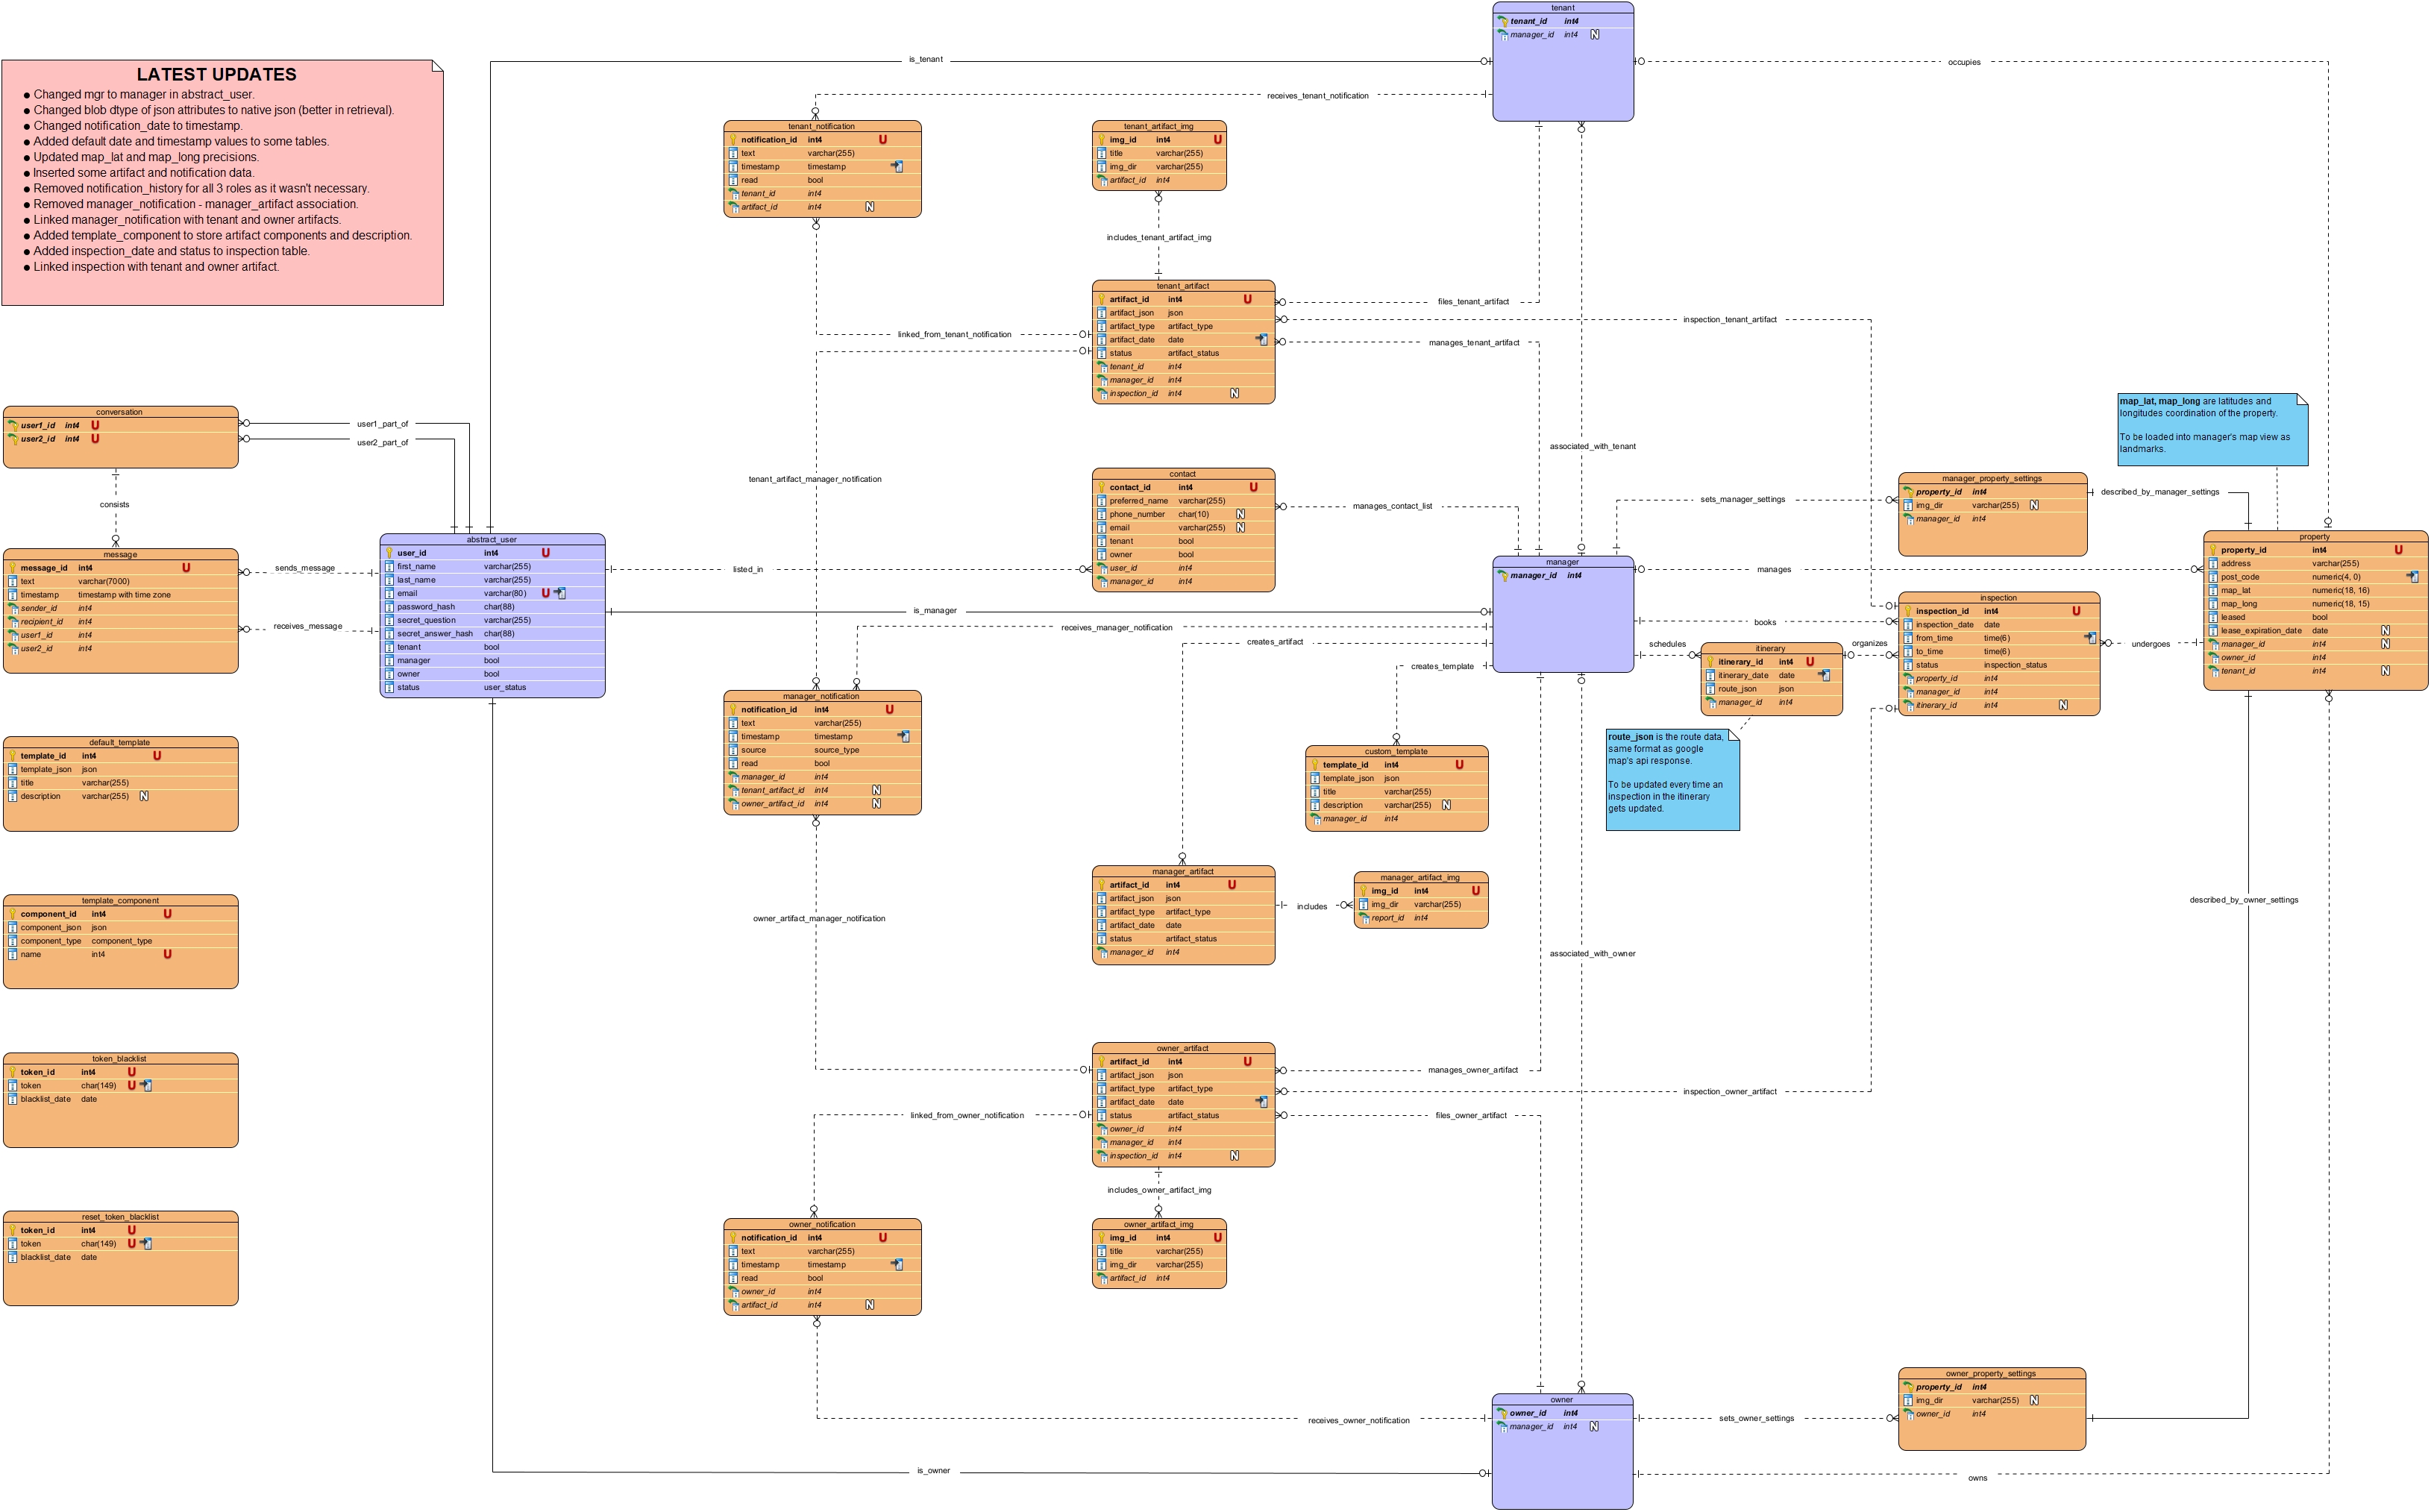 LATEST UPDATES
● Changed mgr to manager in abstract_user.
● Changed blob dtype of json attributes to native json (better in retrieval).
● Changed notification_date to timestamp.
● Added default date and timestamp values to some tables.
● Updated map_lat and map_long precisions.
● Inserted some artifact and notification data.
● Removed notification_history for all 3 roles as it wasn't necessary.
● Removed manager_notification - manager_artifact association.
● Linked manager_notification with tenant and owner artifacts.
● Added template_component to store artifact components and description.
● Added inspection_date and status to inspection table.
● Linked inspection with tenant and owner artifact.
tenant
tenant_id int4
manager_id int4 N
is_tenant
occupies
receives_tenant_notification
tenant_notification
notification_id int4 U
text varchar(255)
timestamp timestamp
read bool
tenant_id int4
artifact_id int4 N
tenant_artifact_img
img_id int4 U
title varchar(255)
img_dir varchar(255)
artifact_id int4
includes_tenant_artifact_img
tenant_artifact
artifact_id int4 U
artifact_json json
artifact_type artifact_type
artifact_date date
status artifact_status
tenant_id int4
manager_id int4
inspection_id int4 N
files_tenant_artifact
inspection_tenant_artifact
linked_from_tenant_notification
manages_tenant_artifact
conversation
user1_id int4 U
user2_id int4 U
user1_part_of
user2_part_of
consists
message
message_id int4 U
text varchar(7000)
timestamp timestamp with time zone
sender_id int4
recipient_id int4
user1_id int4
user2_id int4
sends_message
receives_message
abstract_user
user_id int4 U
first_name varchar(255)
last_name varchar(255)
email varchar(80) U
password_hash char(88)
secret_question varchar(255)
secret_answer_hash char(88)
tenant bool
manager bool
owner bool
status user_status
tenant_artifact_manager_notification
associated_with_tenant
contact
contact_id int4 U
preferred_name varchar(255)
phone_number char(10) N
email varchar(255) N
tenant bool
owner bool
user_id int4
manager_id int4
manages_contact_list
listed_in
is_manager
receives_manager_notification
creates_artifact
creates_template
manager
manager_id int4
sets_manager_settings
manager_property_settings
property_id int4
img_dir varchar(255) N
manager_id int4
described_by_manager_settings
map_lat, map_long are latitudes and
longitudes coordination of the property.
To be loaded into manager's map view as
landmarks.
property
property_id int4 U
address varchar(255)
post_code numeric(4, 0)
map_lat numeric(18, 16)
map_long numeric(18, 15)
leased bool
lease_expiration_date date N
manager_id int4 N
owner_id int4
tenant_id int4 N
manages
books
schedules
organizes
undergoes
inspection
inspection_id int4 U
inspection_date date
from_time time(6)
to_time time(6)
status inspection_status
property_id int4
manager_id int4
itinerary_id int4 N
itinerary
itinerary_id int4 U
itinerary_date date
route_json json
manager_id int4
route_json is the route data,
same format as google
map's api response.
To be updated every time an
inspection in the itinerary
gets updated.
manager_notification
notification_id int4 U
text varchar(255)
timestamp timestamp
source source_type
read bool
manager_id int4
tenant_artifact_id int4 N
owner_artifact_id int4 N
default_template
template_id int4 U
template_json json
title varchar(255)
description varchar(255) N
custom_template
template_id int4 U
template_json json
title varchar(255)
description varchar(255) N
manager_id int4
manager_artifact
artifact_id int4 U
artifact_json json
artifact_type artifact_type
artifact_date date
status artifact_status
manager_id int4
includes
manager_artifact_img
img_id int4 U
img_dir varchar(255)
report_id int4
template_component
component_id int4 U
component_json json
component_type component_type
name int4 U
owner_artifact_manager_notification
associated_with_owner
described_by_owner_settings
token_blacklist
token_id int4 U
token char(149) U
blacklist_date date
owner_artifact
artifact_id int4 U
artifact_json json
artifact_type artifact_type
artifact_date date
status artifact_status
owner_id int4
manager_id int4
inspection_id int4 N
manages_owner_artifact
inspection_owner_artifact
files_owner_artifact
linked_from_owner_notification
includes_owner_artifact_img
reset_token_blacklist
token_id int4 U
token char(149) U
blacklist_date date
owner_notification
notification_id int4 U
text varchar(255)
timestamp timestamp
read bool
owner_id int4
artifact_id int4 N
owner_artifact_img
img_id int4 U
title varchar(255)
img_dir varchar(255)
artifact_id int4
owner
owner_id int4
manager_id int4 N
receives_owner_notification
sets_owner_settings
owner_property_settings
property_id int4
img_dir varchar(255) N
owner_id int4
is_owner
owns